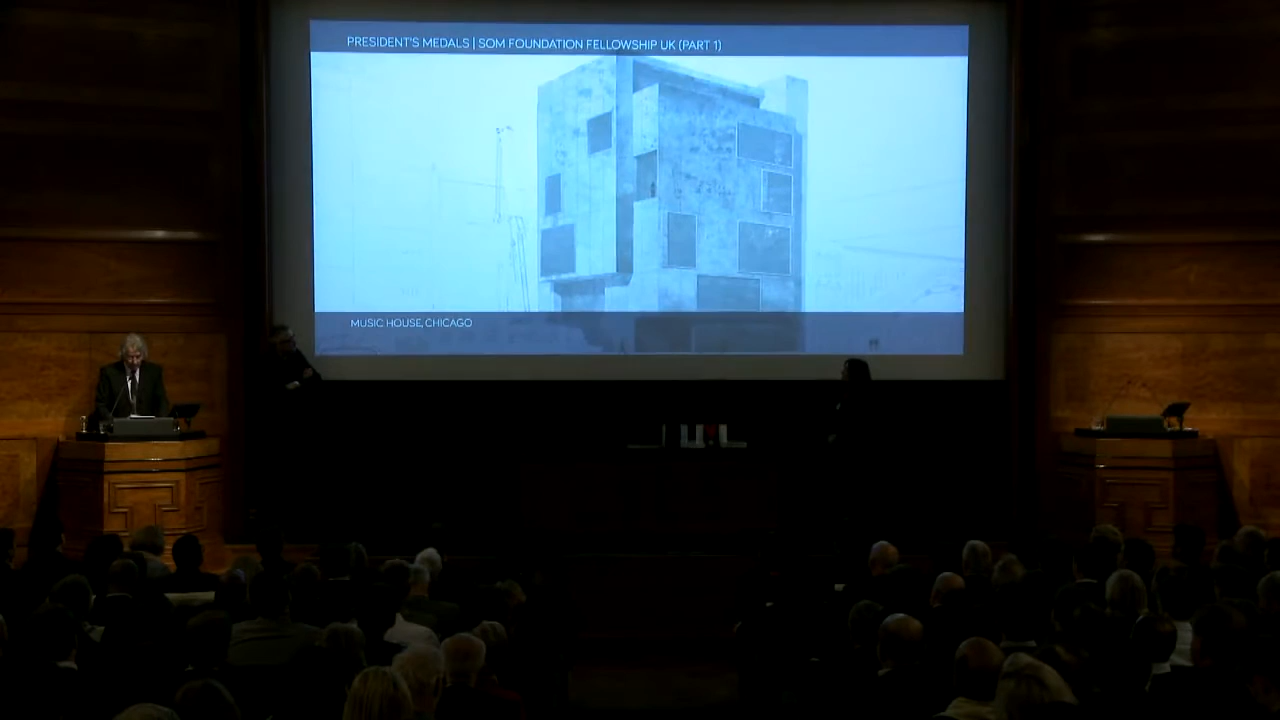 PRESIDENT'S MEDALS | SOM FOUNDATION FELLOWSHIP UK (PART 1)
MUSIC HOUSE, CHICAGO